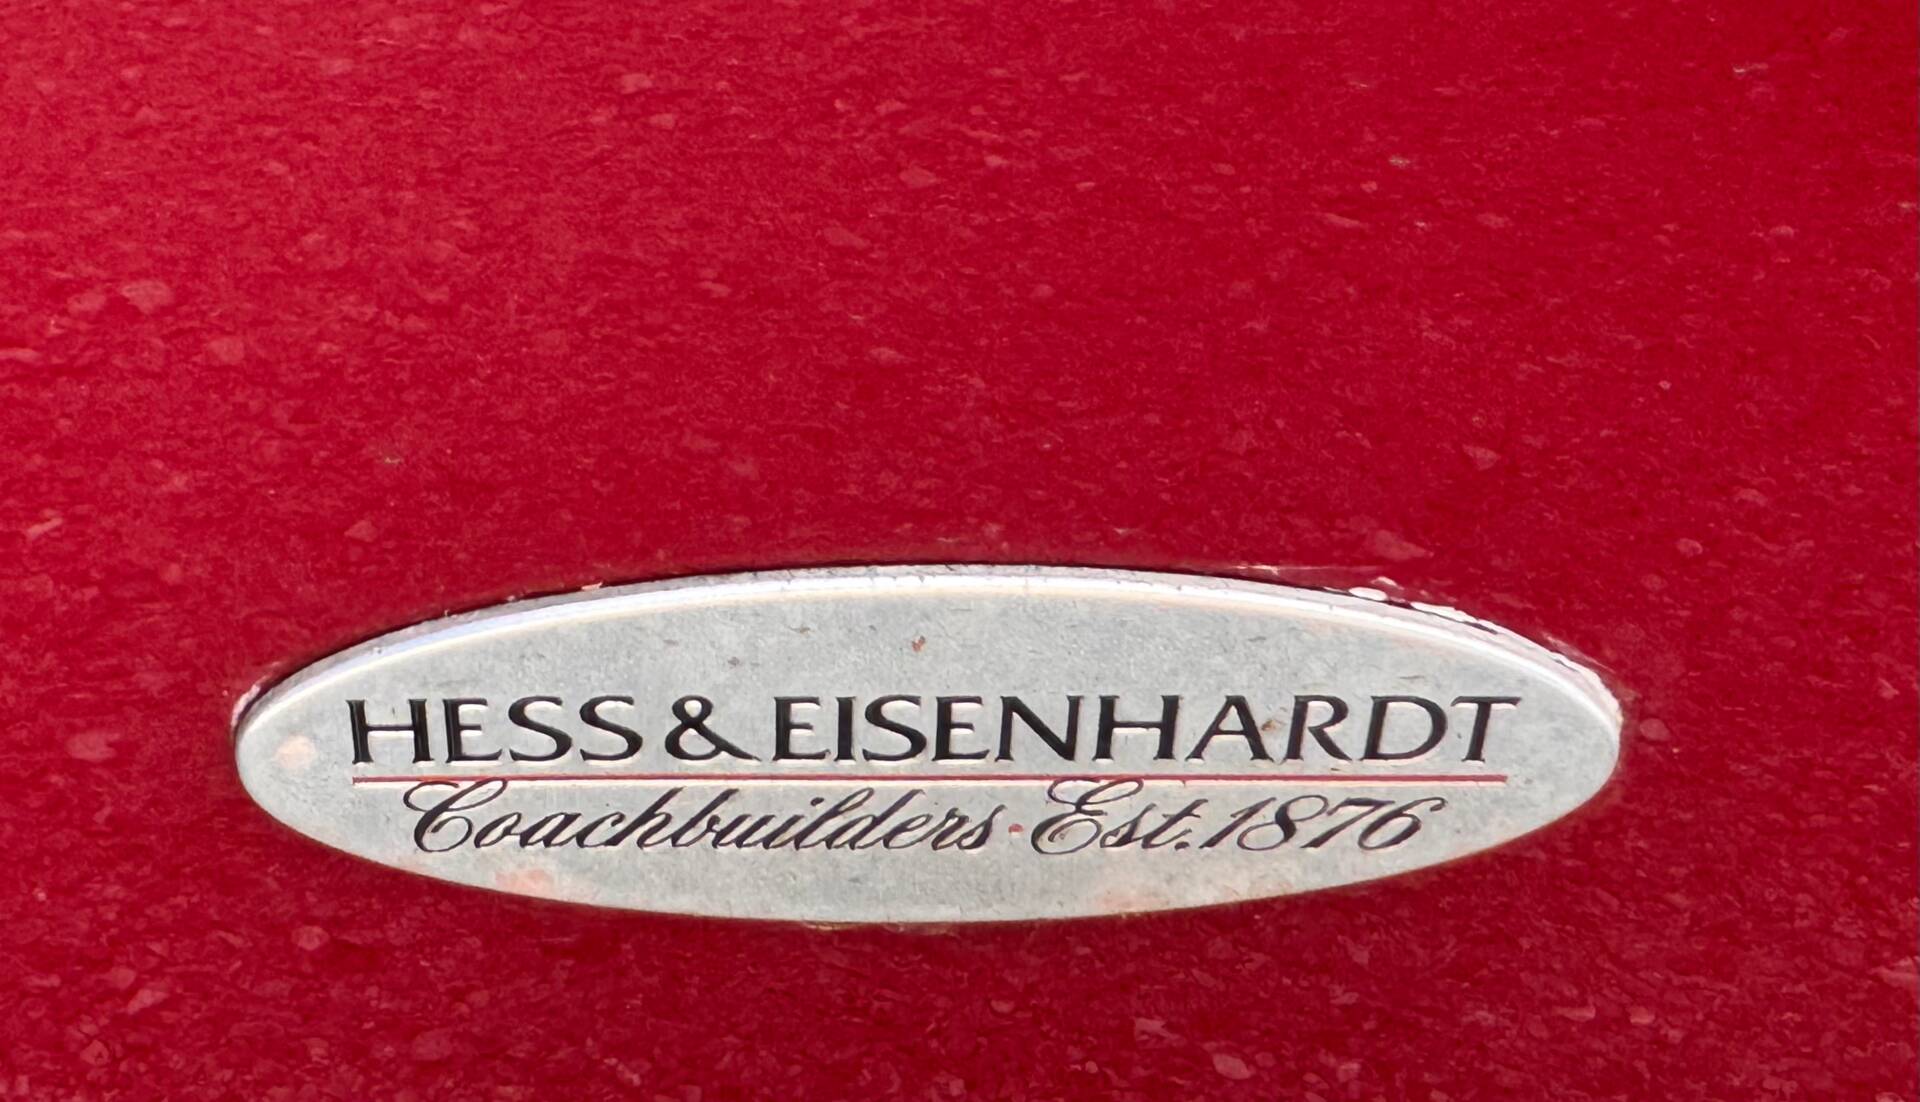 HESS & EISENHARDT
Coachbuilders · Est. 1876